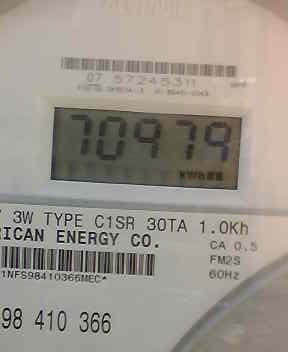 07 57245311
70979
kWh
3W TYPE C1SR 30TA 1.0Kh
RICAN ENERGY CO.
CA 0.5
FM2S
60Hz
1NFS98410366MEC*
98 410 366